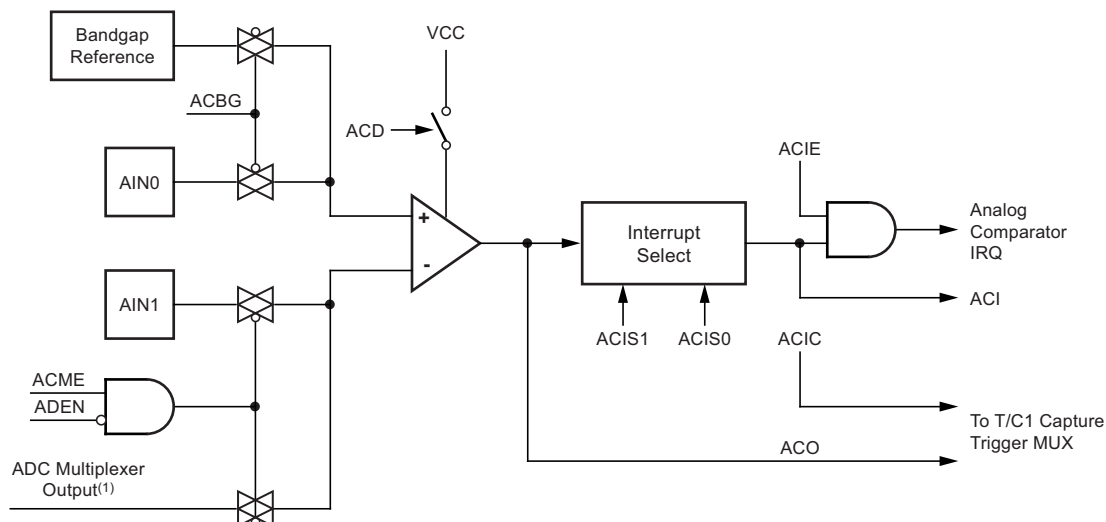 Bandgap
Reference
VCC
ACBG
ACD
AIN0
ACIE
+
-
Interrupt
Select
Analog
Comparator
IRQ
AIN1
ACI
ACIS1
ACIS0
ACIC
ACME
ADEN
To T/C1 Capture
Trigger MUX
ACO
ADC Multiplexer
Output(1)